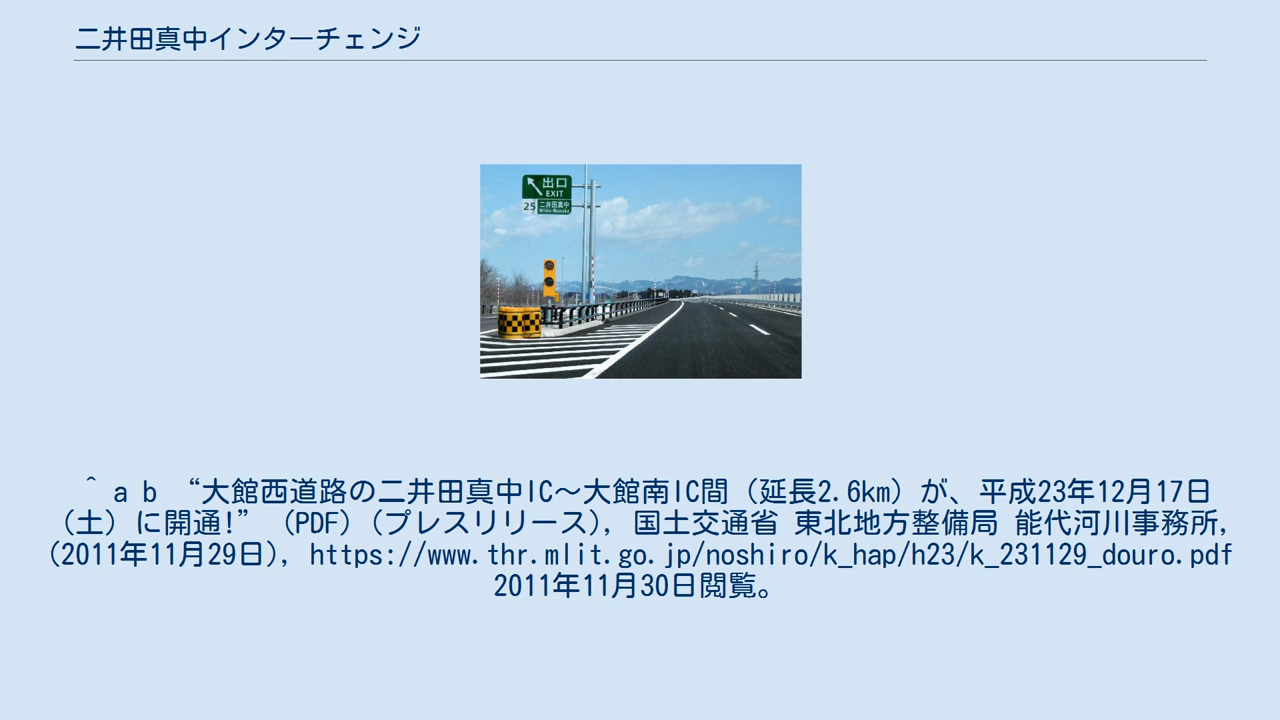 二井田真中インターチェンジ
出口
EXIT
25 二井田真中
Niida-Manaka
^ a b “大館西道路の二井田真中IC～大館南IC間（延長2.6km）が、平成23年12月17日
（土）に開通!” (PDF)（プレスリリース), 国土交通省 東北地方整備局 能代河川事務所,
(2011年11月29日), https://www.thr.mlit.go.jp/noshiro/k_hap/h23/k_231129_douro.pdf
2011年11月30日閲覧。